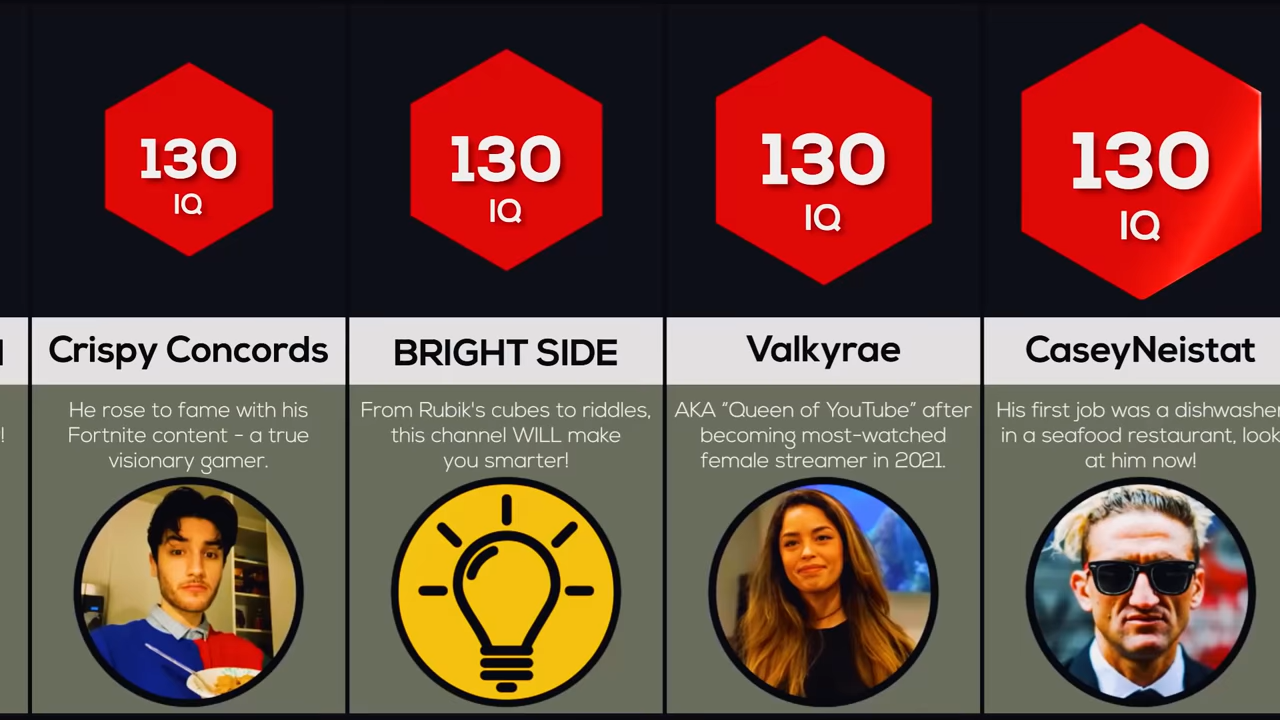 130
IQ
130
IQ
130
IQ
130
IQ
Crispy Concords
BRIGHT SIDE
Valkyrae
CaseyNeistat
!
He rose to fame with his
Fortnite content - a true
visionary gamer.
From Rubik's cubes to riddles,
this channel WILL make
you smarter!
AKA “Queen of YouTube” after
becoming most-watched
female streamer in 2021.
His first job was a dishwasher
in a seafood restaurant, look
at him now!